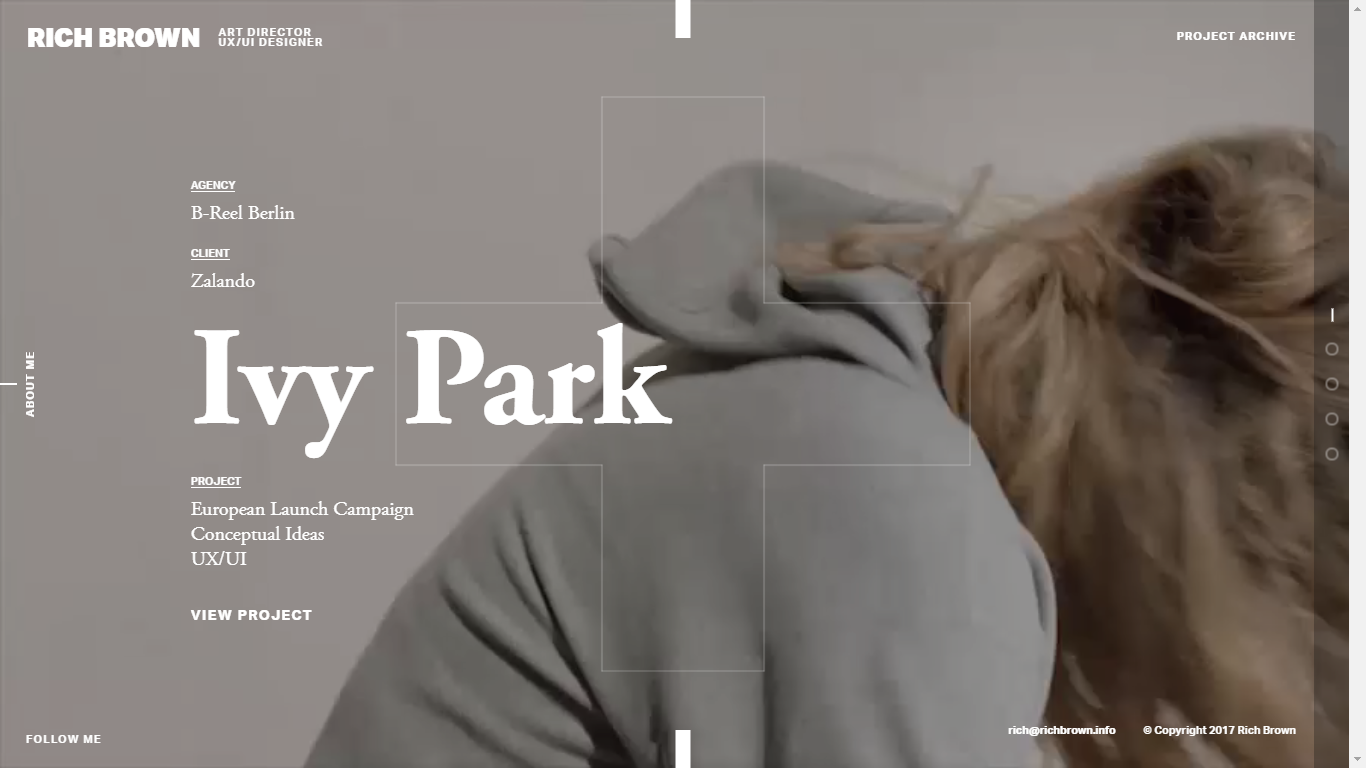 RICH BROWN
ART DIRECTOR
UX/UI DESIGNER
PROJECT ARCHIVE
AGENCY
B-Reel Berlin
CLIENT
Zalando
Ivy Park
ABOUT ME
PROJECT
European Launch Campaign
Conceptual Ideas
UX/UI
VIEW PROJECT
FOLLOW ME
rich@richbrown.info
© Copyright 2017 Rich Brown